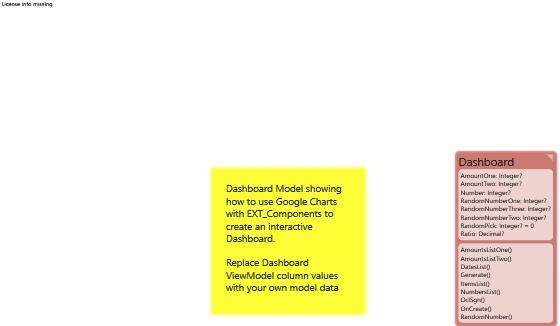 License info missing
Dashboard Model showing
how to use Google Charts
with EXT_Components to
create an interactive
Dashboard.
Replace Dashboard
ViewModel column values
with your own model data
Dashboard
AmountOne: Integer?
AmountTwo: Integer?
Number: Integer?
RandomNumberOne: Integer?
RandomNumberThree: Integer?
RandomNumberTwo: Integer?
RandomPick: Integer? = 0
Ratio: Decimal?
AmountsListOne()
AmountsListTwo()
DatesList()
Generate()
ItemsList()
NumbersList()
OclSgn()
OnCreate()
RandomNumber()